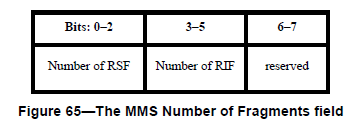 Bits: 0–2 3–5 6–7
Number of RSF Number of RIF reserved
Figure 65—The MMS Number of Fragments field